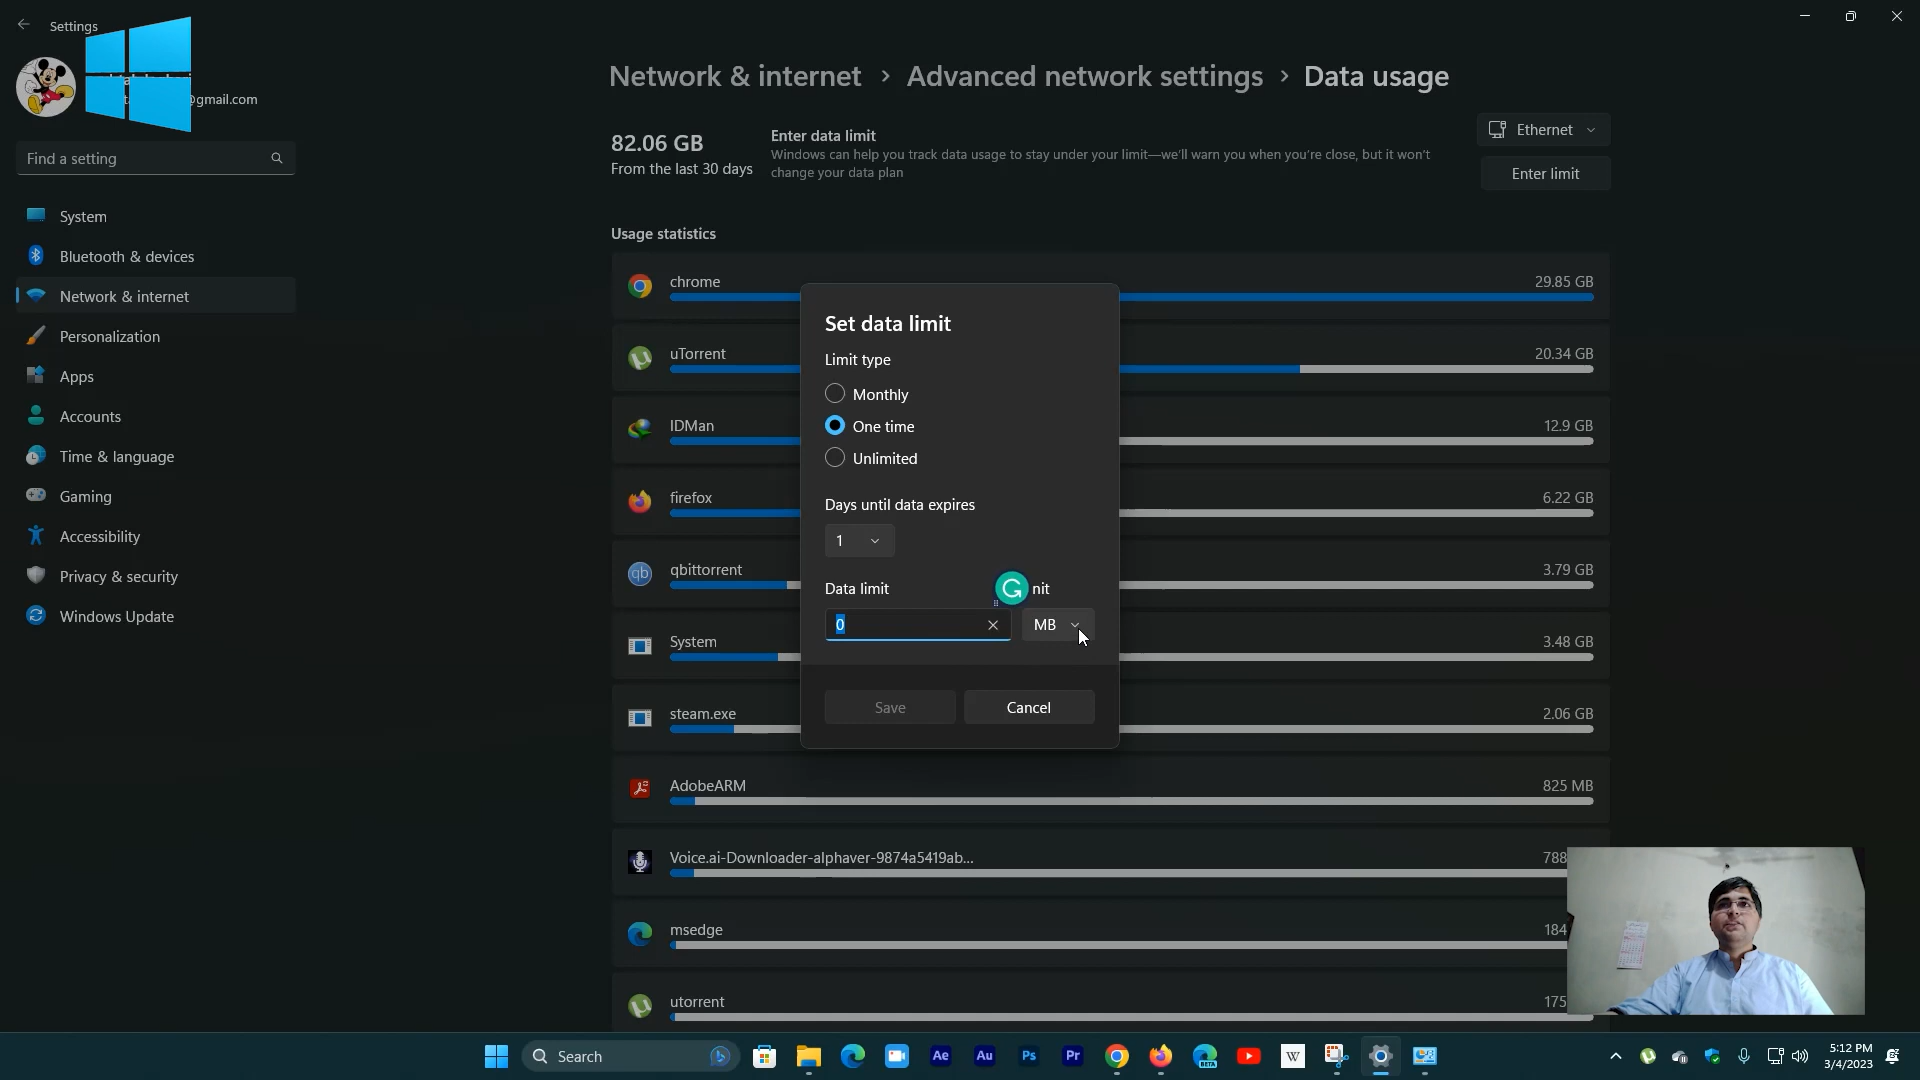 Settings
@gmail.com
Find a setting
System
Bluetooth & devices
Network & internet
Personalization
Apps
Accounts
Time & language
Gaming
Accessibility
Privacy & security
Windows Update
Network & internet > Advanced network settings > Data usage
82.06 GB
From the last 30 days
Enter data limit
Windows can help you track data usage to stay under your limit—we'll warn you when you're close, but it won't
change your data plan
Ethernet
Enter limit
Usage statistics
chrome 29.85 GB
uTorrent 20.34 GB
IDMan 12.9 GB
firefox 6.22 GB
qbittorrent 3.79 GB
System 3.48 GB
steam.exe 2.06 GB
AdobeARM 825 MB
Voice.ai-Downloader-alphaver-9874a5419ab... 788
msedge 184
utorrent 175
Set data limit
Limit type
Monthly
One time
Unlimited
Days until data expires
1
Data limit nit
0 MB
Save Cancel
Search
Ae Au Ps Pr BETA W
5:12 PM
3/4/2023